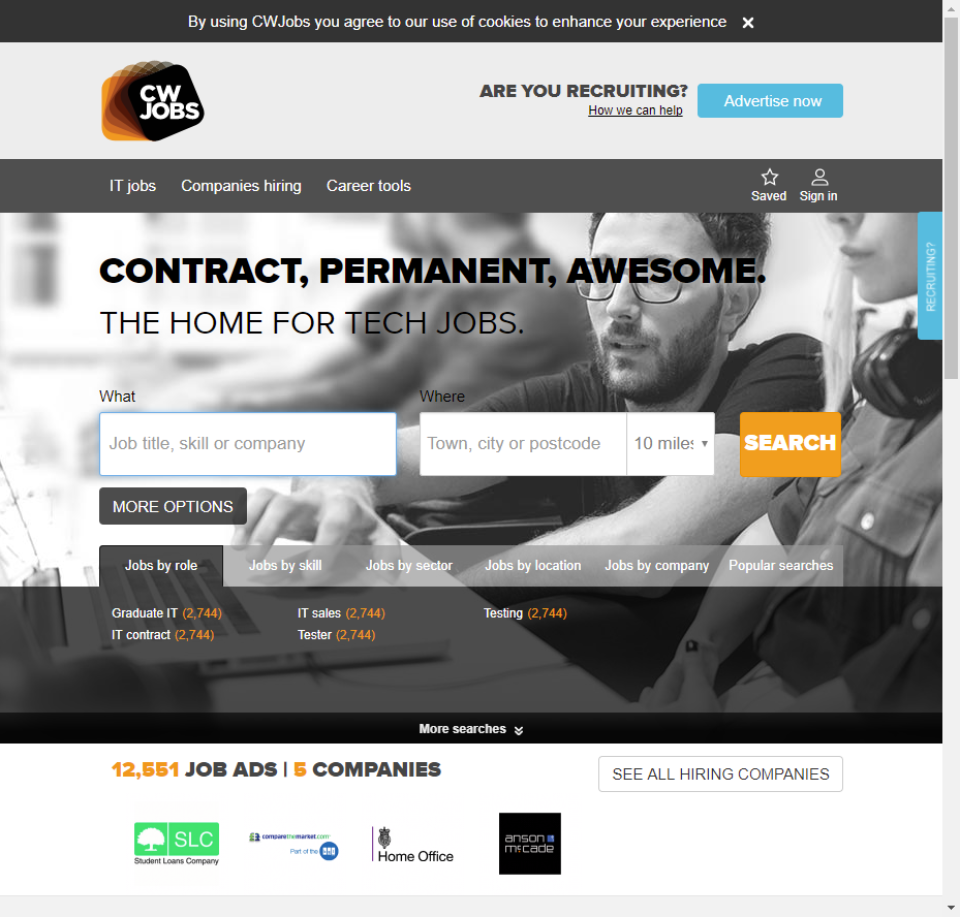 By using CWJobs you agree to our use of cookies to enhance your experience ×
CW
JOBS
ARE YOU RECRUITING?
How we can help
Advertise now
IT jobs Companies hiring Career tools
Saved Sign in
RECRUITING?
CONTRACT, PERMANENT, AWESOME.
THE HOME FOR TECH JOBS.
What Where
Job title, skill or company Town, city or postcode 10 miles SEARCH
MORE OPTIONS
Jobs by role Jobs by skill Jobs by sector Jobs by location Jobs by company Popular searches
Graduate IT (2,744) IT sales (2,744) Testing (2,744)
IT contract (2,744) Tester (2,744)
More searches
12,551 JOB ADS | 5 COMPANIES SEE ALL HIRING COMPANIES
SLC
Student Loans Company
comparethemarket.com
Part of the
Home Office
anson
mccade